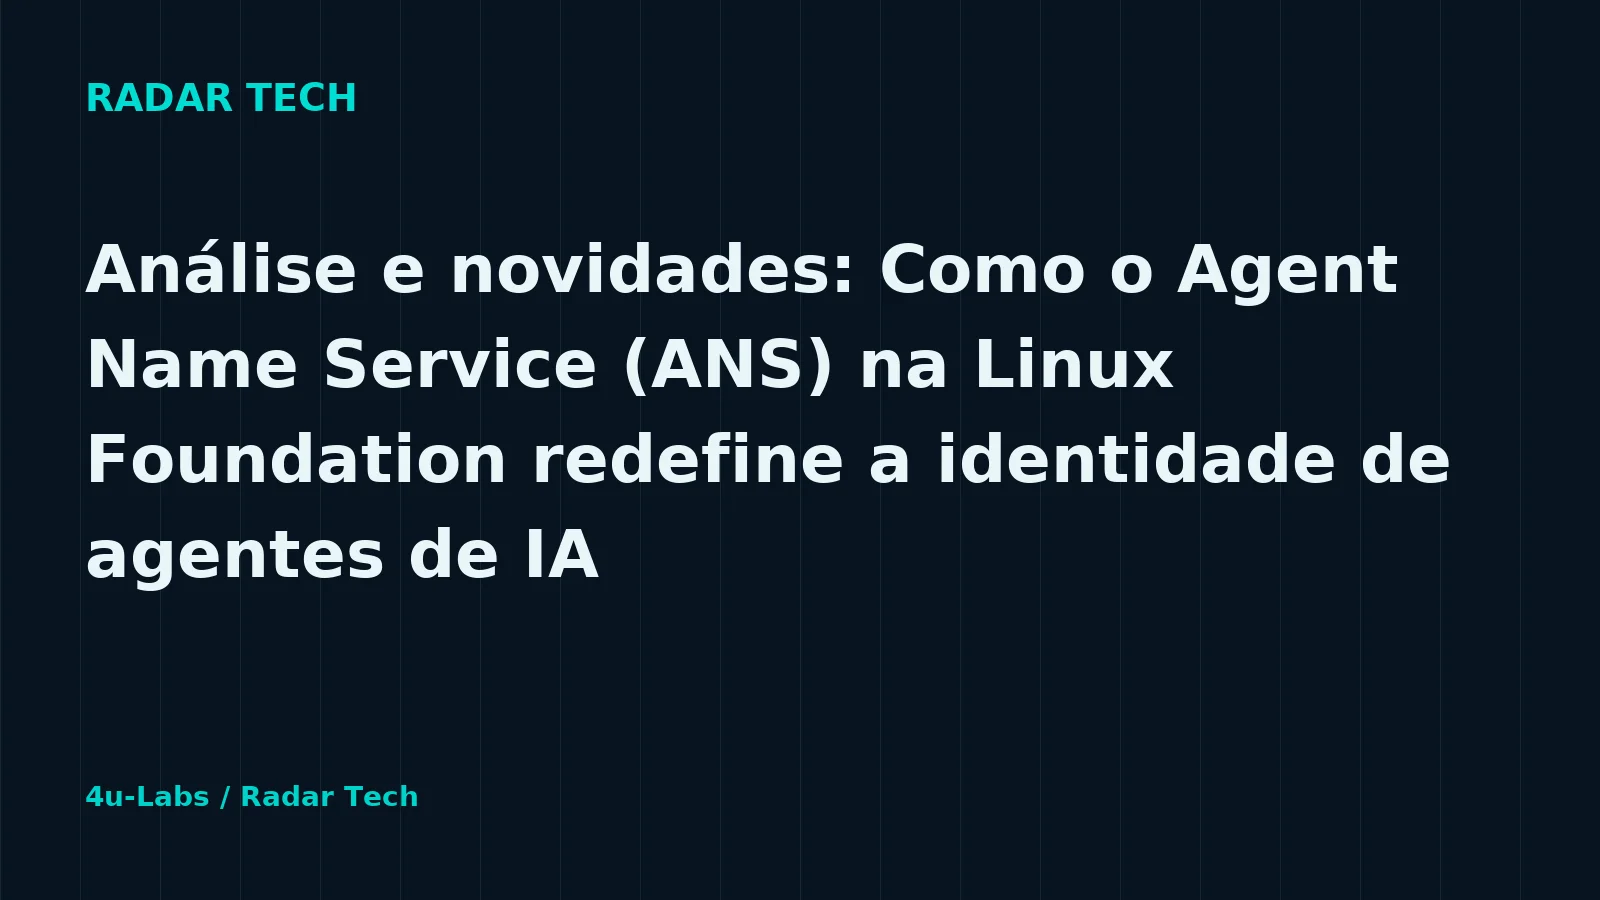 RADAR TECH
Análise e novidades: Como o Agent
Name Service (ANS) na Linux
Foundation redefine a identidade de
agentes de IA
4u-Labs / Radar Tech